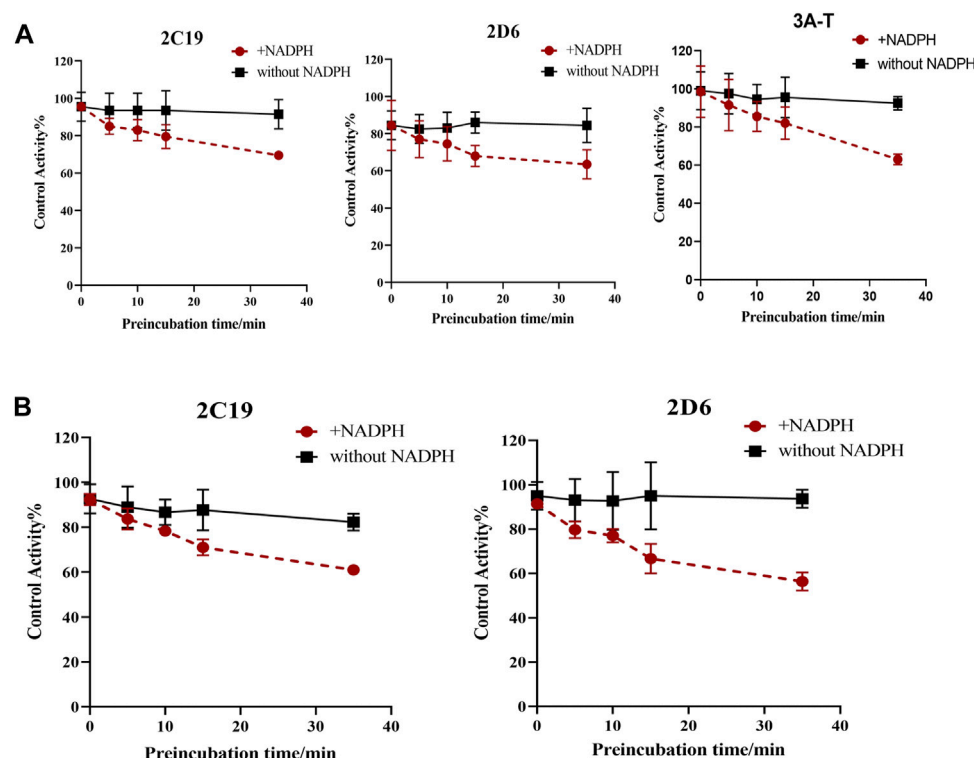 A
2C19
+NADPH
without NADPH
120
100
80
60
40
20
0
Control Activity%
0 10 20 30 40
Preincubation time/min
2D6
+NADPH
without NADPH
120
100
80
60
40
20
0
Control Activity%
0 10 20 30 40
Preincubation time/min
3A-T
+NADPH
without NADPH
120
100
80
60
40
20
0
Control Activity%
0 10 20 30 40
Preincubation time/min
B
2C19
+NADPH
without NADPH
120
100
80
60
40
20
0
Control Activity%
0 10 20 30 40
Preincubation time/min
2D6
+NADPH
without NADPH
120
100
80
60
40
20
0
Control Activity%
0 10 20 30 40
Preincubation time/min